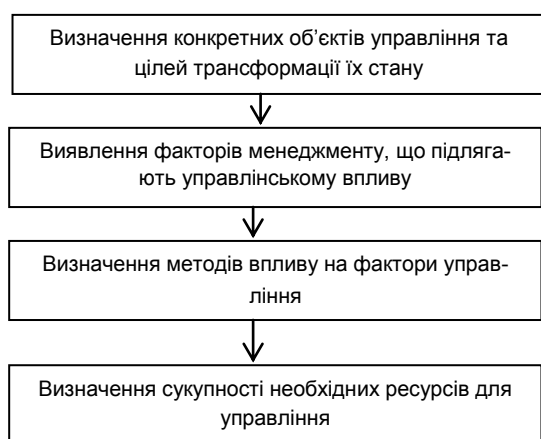 Визначення конкретних об’єктів управління та
цілей трансформації їх стану
Виявлення факторів менеджменту, що підляга-
ють управлінському впливу
Визначення методів впливу на фактори управ-
ління
Визначення сукупності необхідних ресурсів для
управління